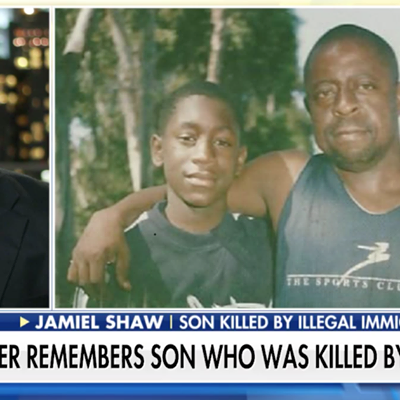 THE SPORTS CLUB
JAMIEL SHAW | SON KILLED BY ILLEGAL IMMIG
ER REMEMBERS SON WHO WAS KILLED BY